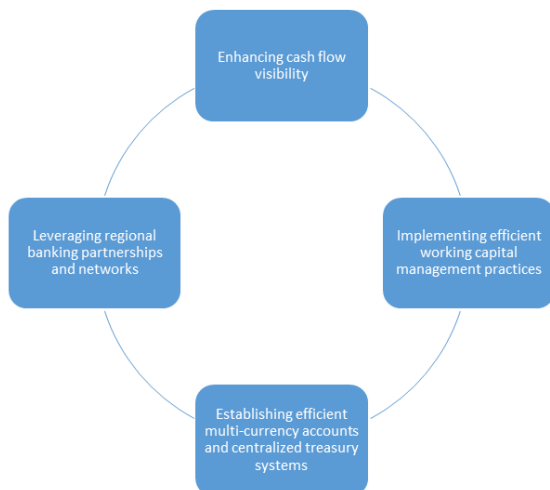 Enhancing cash flow
visibility
Leveraging regional
banking partnerships
and networks
Implementing efficient
working capital
management practices
Establishing efficient
multi-currency accounts
and centralized treasury
systems